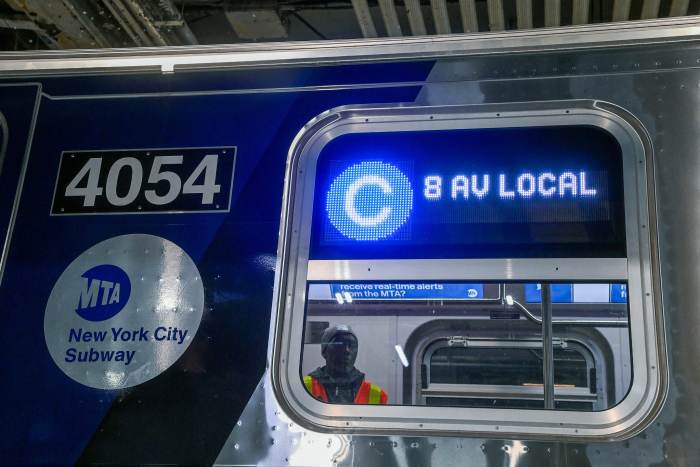 4054
MTA
New York City
Subway
C 8 AV LOCAL
receive real-time alerts
from the MTA?